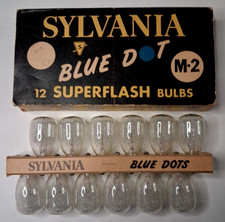 SYLVANIA
S
BLUE DOT
M-2
12 SUPERFLASH BULBS
SYLVANIA BLUE DOTS